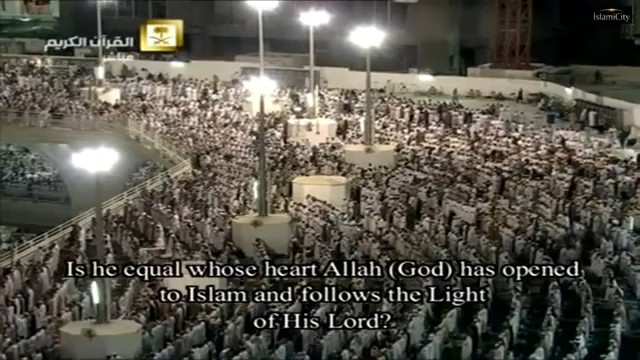 القرآن الكريم
مباشر
IslamiCity
Is he equal whose heart Allah (God) has opened
to Islam and follows the Light
of His Lord?